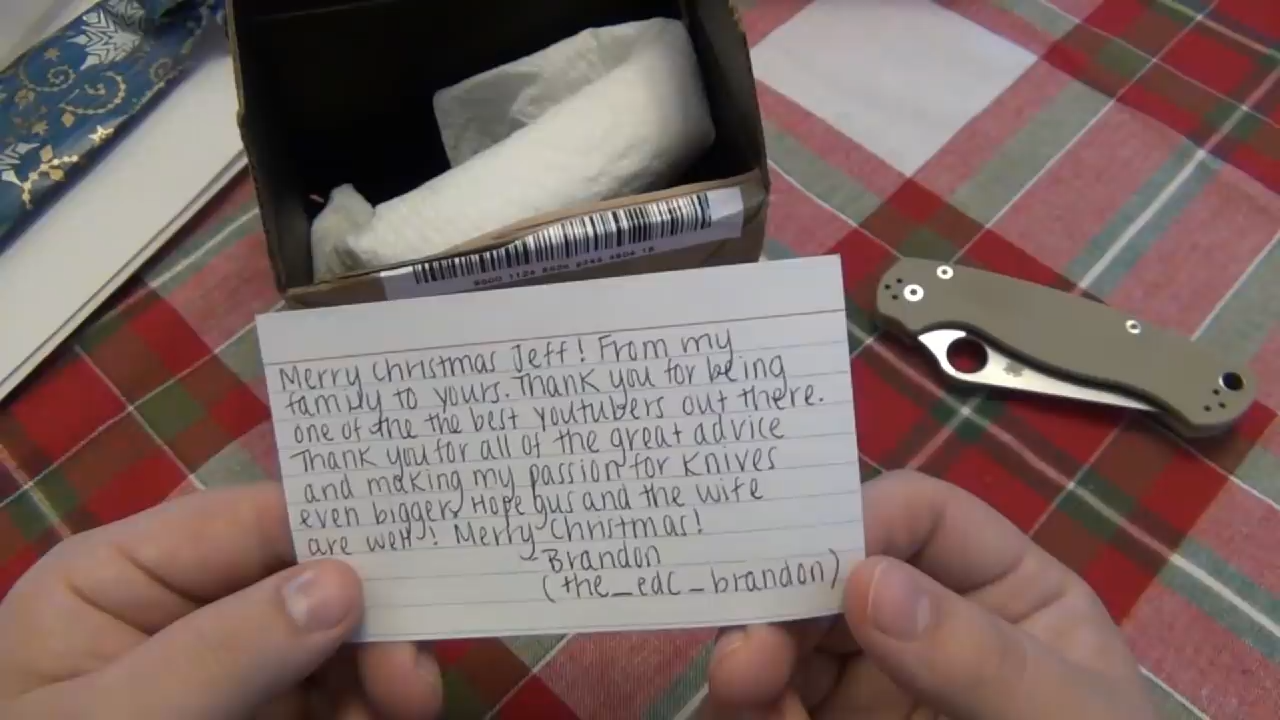 Merry Christmas Jeff! From my
family to yours. Thank you for being
one of the the best youtubers out there.
Thank you for all of the great advice
and making my passion for knives
even bigger. Hope gus and the wife
are well! Merry Christmas!
-Brandon
(the_edc_brandon)